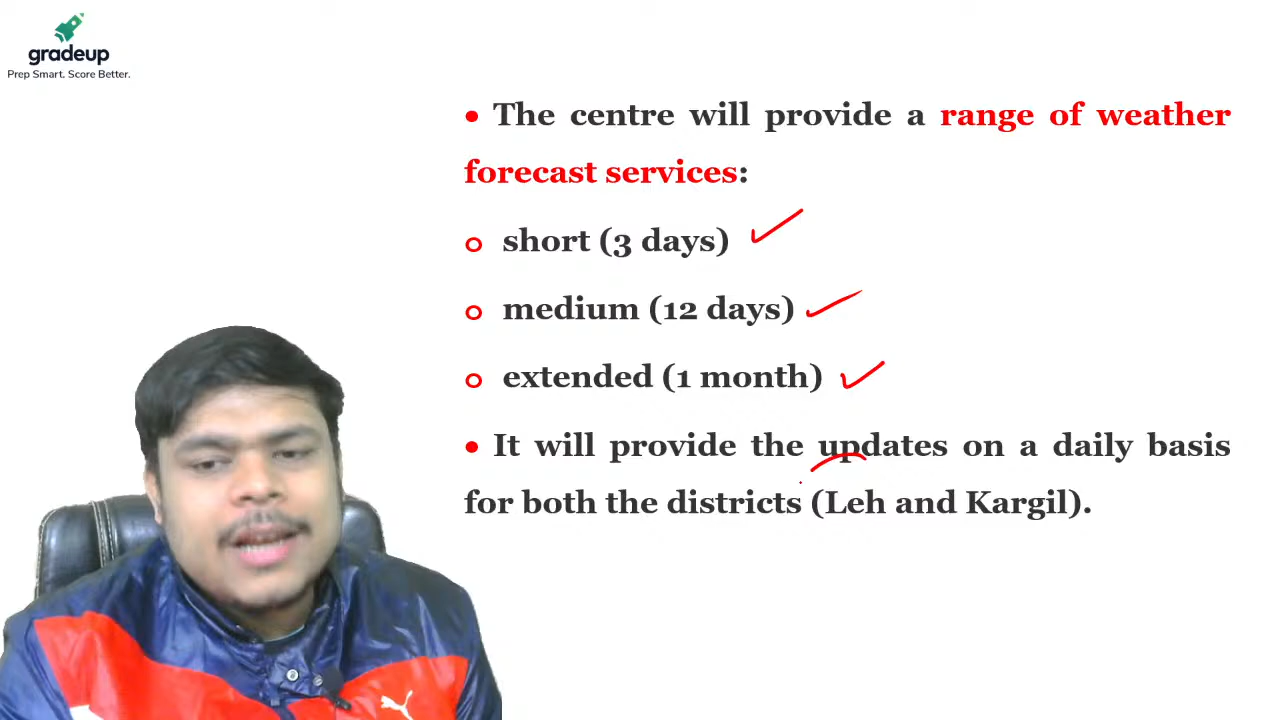 gradeup
Prep Smart. Score Better.
• The centre will provide a range of weather
forecast services:
o short (3 days)
o medium (12 days)
o extended (1 month)
• It will provide the updates on a daily basis
for both the districts (Leh and Kargil).